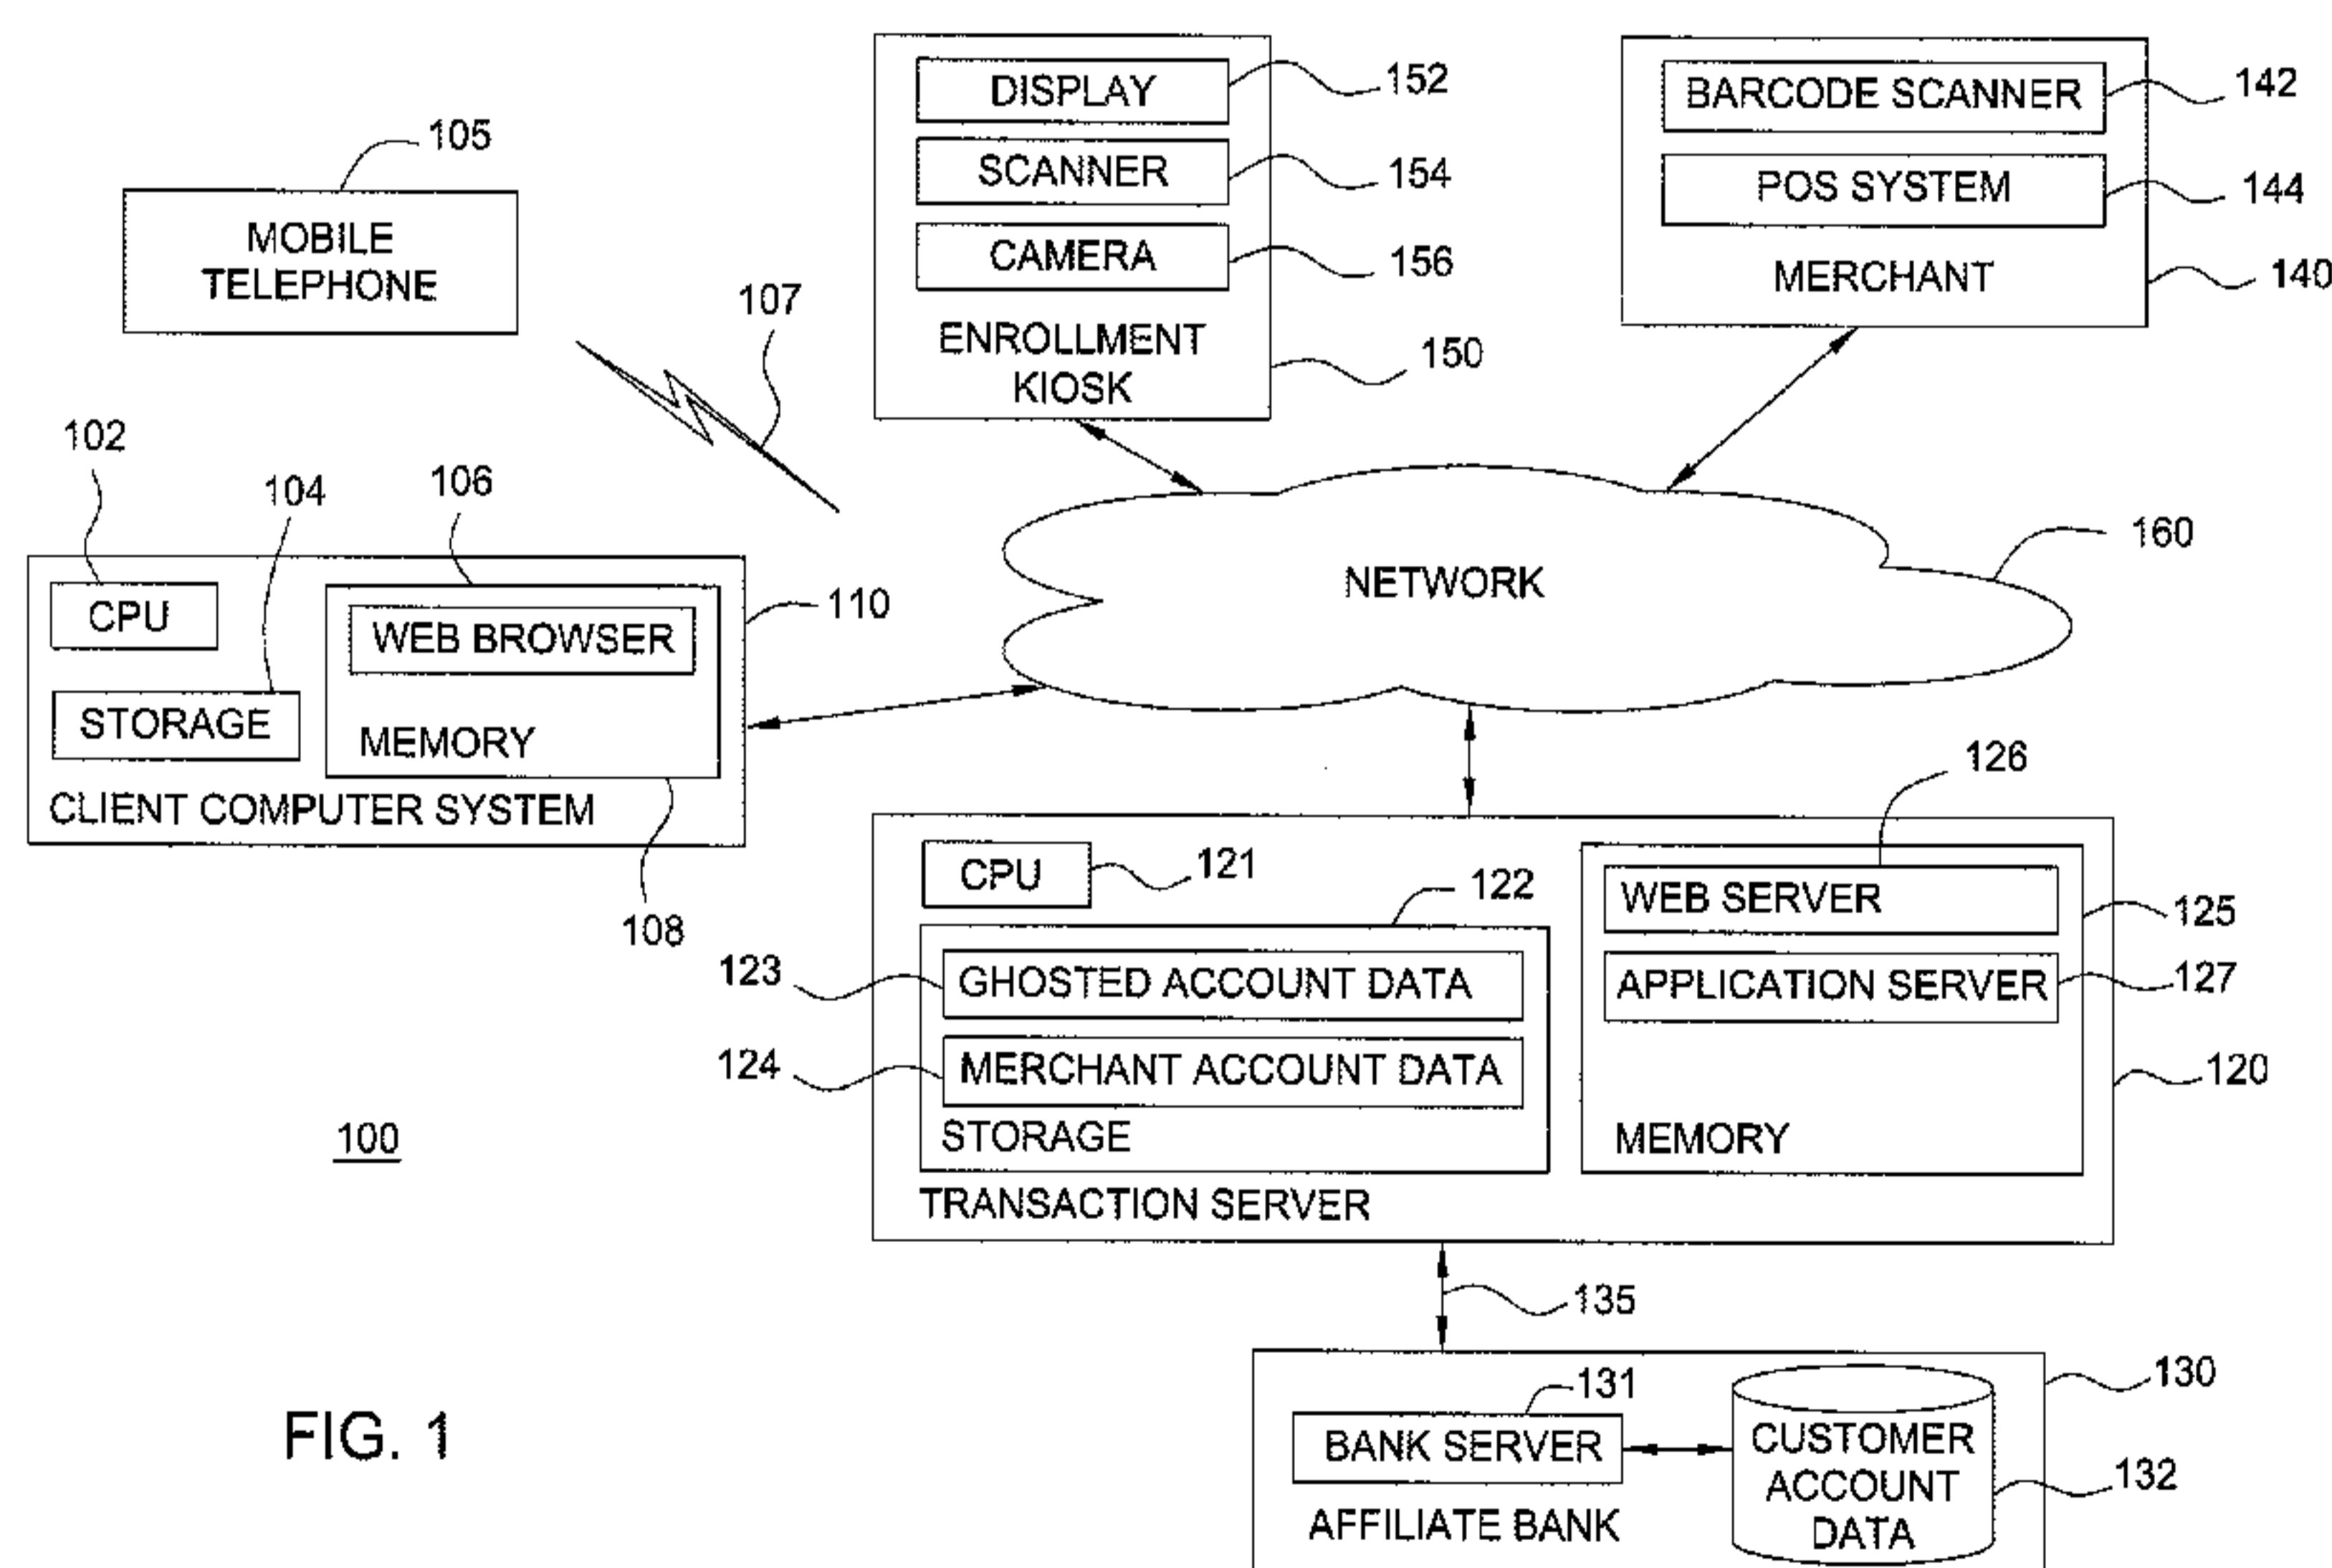 105
MOBILE
TELEPHONE
107
DISPLAY
152
SCANNER
154
CAMERA
156
ENROLLMENT
KIOSK
150
BARCODE SCANNER
142
POS SYSTEM
144
MERCHANT
140
102
104
106
CPU
WEB BROWSER
110
STORAGE
MEMORY
CLIENT COMPUTER SYSTEM
108
NETWORK
160
126
CPU
121
122
WEB SERVER
125
123
GHOSTED ACCOUNT DATA
APPLICATION SERVER
127
124
MERCHANT ACCOUNT DATA
120
STORAGE
MEMORY
TRANSACTION SERVER
100
135
130
131
BANK SERVER
CUSTOMER
ACCOUNT
DATA
132
AFFILIATE BANK
FIG. 1